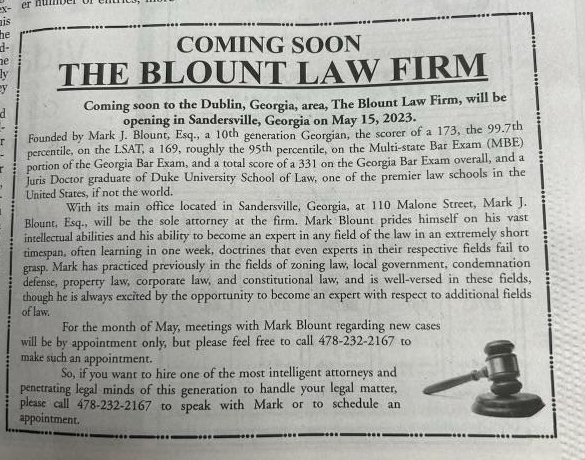 er number of entries, more
ex-
his
he
d-
ne
ly
ey
d
r
r
COMING SOON
THE BLOUNT LAW FIRM
Coming soon to the Dublin, Georgia, area, The Blount Law Firm, will be
opening in Sandersville, Georgia on May 15, 2023.
Founded by Mark J. Blount, Esq., a 10th generation Georgian, the scorer of a 173, the 99.7th
percentile, on the LSAT, a 169, roughly the 95th percentile, on the Multi-state Bar Exam (MBE)
portion of the Georgia Bar Exam, and a total score of a 331 on the Georgia Bar Exam overall, and a
Juris Doctor graduate of Duke University School of Law, one of the premier law schools in the
United States, if not the world.
With its main office located in Sandersville, Georgia, at 110 Malone Street, Mark J.
Blount, Esq., will be the sole attorney at the firm. Mark Blount prides himself on his vast
intellectual abilities and his ability to become an expert in any field of the law in an extremely short
timespan, often learning in one week, doctrines that even experts in their respective fields fail to
grasp. Mark has practiced previously in the fields of zoning law, local government, condemnation
defense, property law, corporate law, and constitutional law, and is well-versed in these fields,
though he is always excited by the opportunity to become an expert with respect to additional fields
of law.
For the month of May, meetings with Mark Blount regarding new cases
will be by appointment only, but please feel free to call 478-232-2167 to
make such an appointment.
So, if you want to hire one of the most intelligent attorneys and
penetrating legal minds of this generation to handle your legal matter,
please call 478-232-2167 to speak with Mark or to schedule an
appointment.